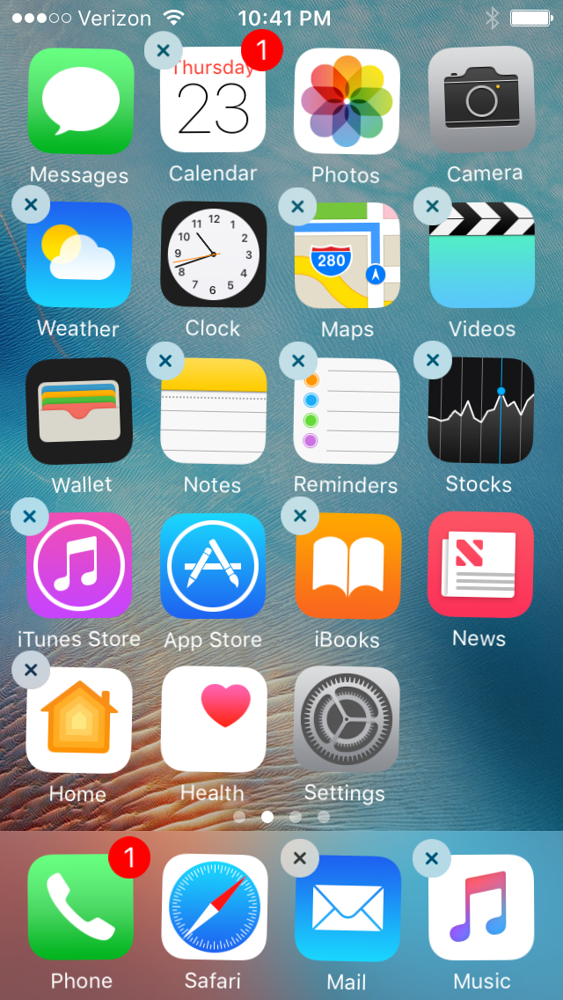 Verizon 10:41 PM
Thursday 1
23
Messages Calendar Photos Camera
12 1 2 3 4 5 6 7 8 9 10 11
280
Weather Clock Maps Videos
Wallet Notes Reminders Stocks
iTunes Store App Store iBooks News
Home Health Settings
1
Phone Safari Mail Music